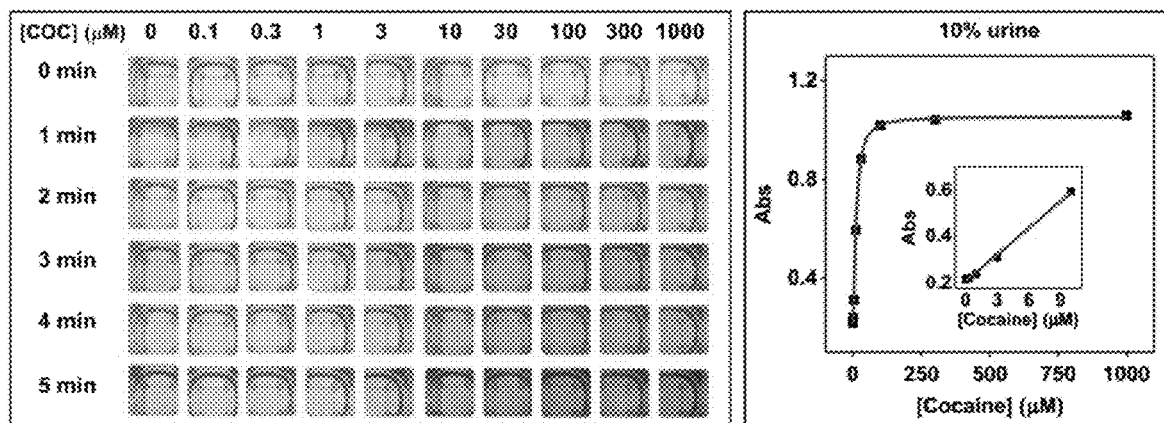 [COC] (μM) 0 0.1 0.3 1 3 10 30 100 300 1000
0 min
1 min
2 min
3 min
4 min
5 min
10% urine
1.2
0.8
0.4
Abs
0 250 500 750 1000
[Cocaine] (μM)
0.6
0.4
0.2
Abs
0 3 6 9
[Cocaine] (μM)